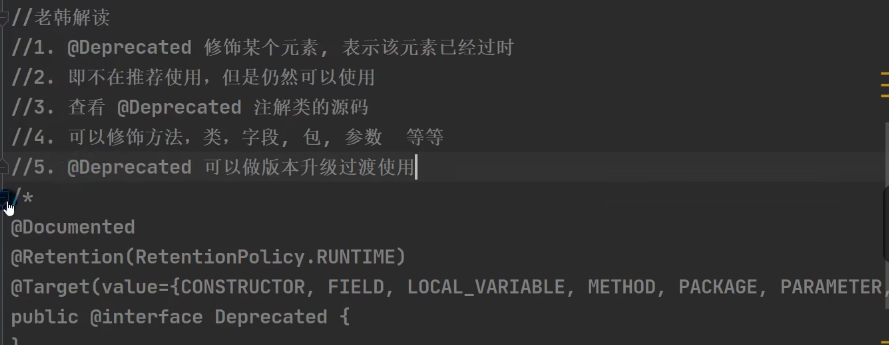 //老韩解读
//1. @Deprecated 修饰某个元素, 表示该元素已经过时
//2. 即不在推荐使用，但是仍然可以使用
//3. 查看 @Deprecated 注解类的源码
//4. 可以修饰方法，类，字段, 包, 参数  等等
//5. @Deprecated 可以做版本升级过渡使用
/*
@Documented
@Retention(RetentionPolicy.RUNTIME)
@Target(value={CONSTRUCTOR, FIELD, LOCAL_VARIABLE, METHOD, PACKAGE, PARAMETER,
public @interface Deprecated {
}